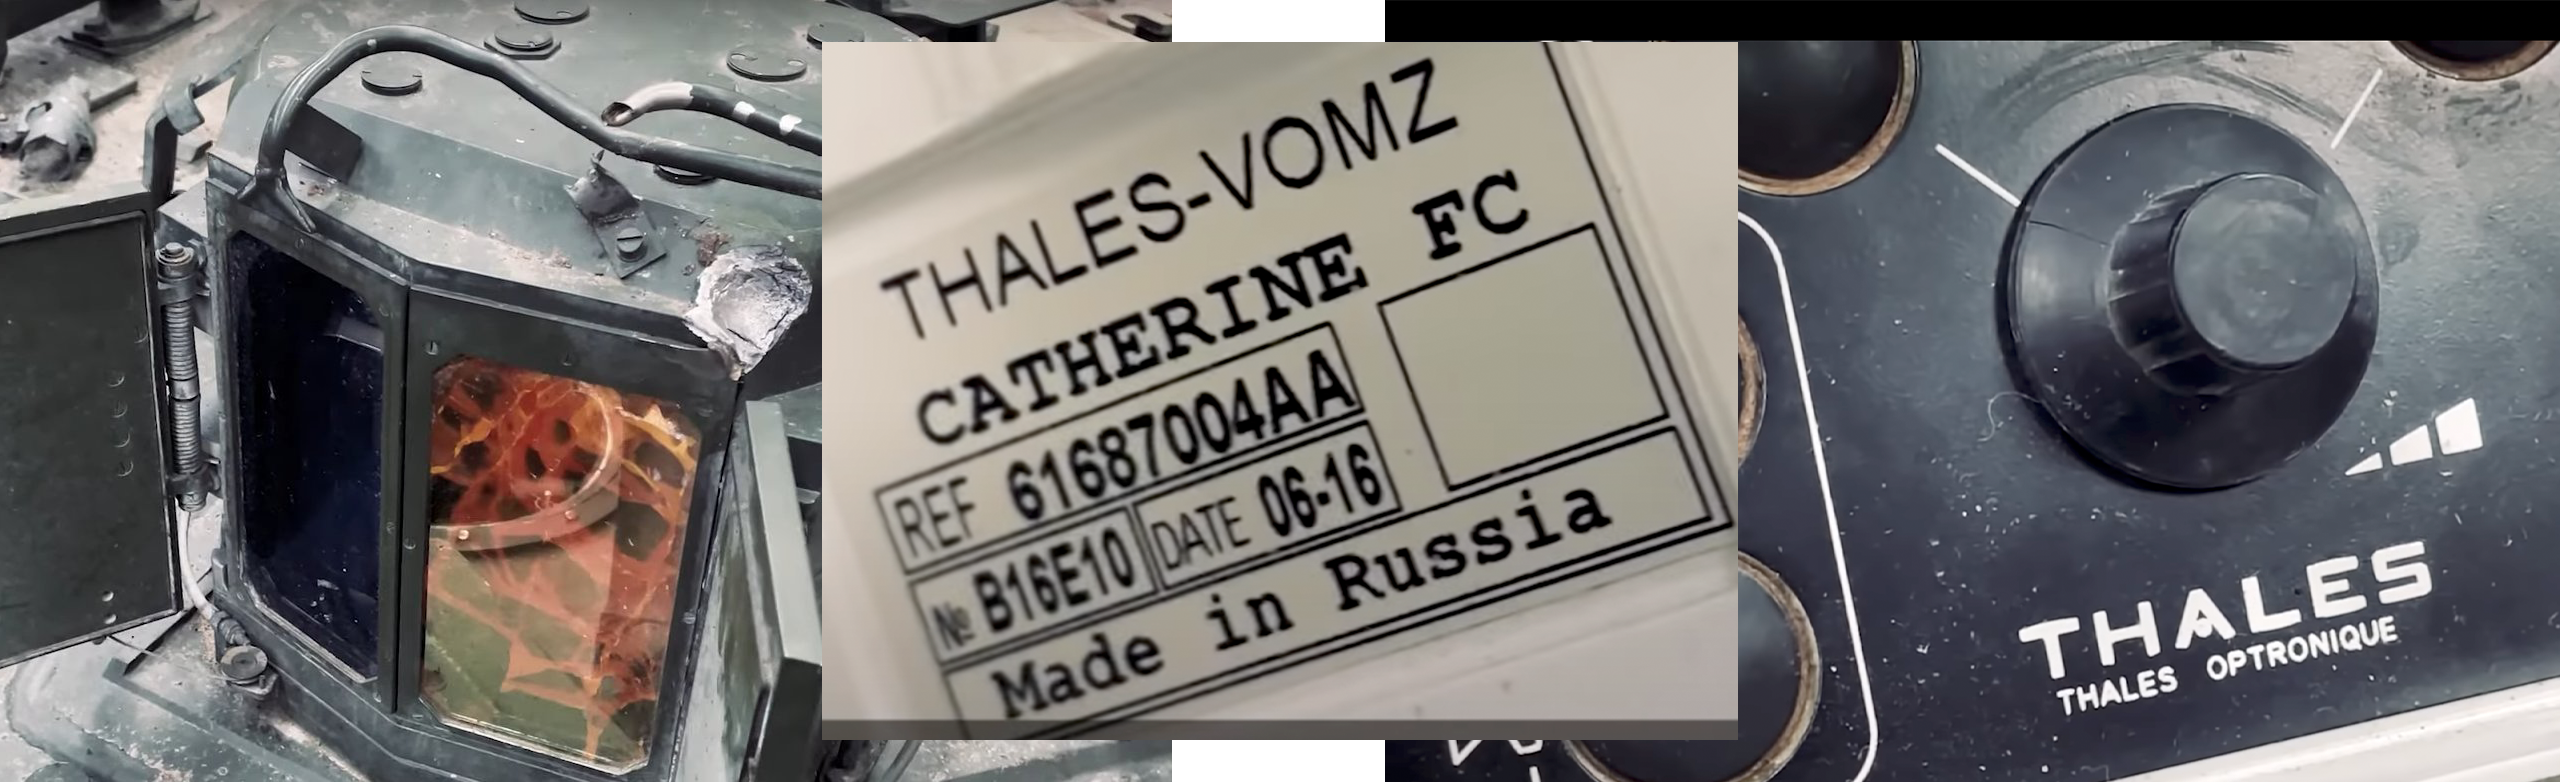 THALES-VOMZ
CATHERINE FC
REF 61687004AA
№ B16E10 DATE 06-16
Made in Russia
THALES
THALES OPTRONIQUE